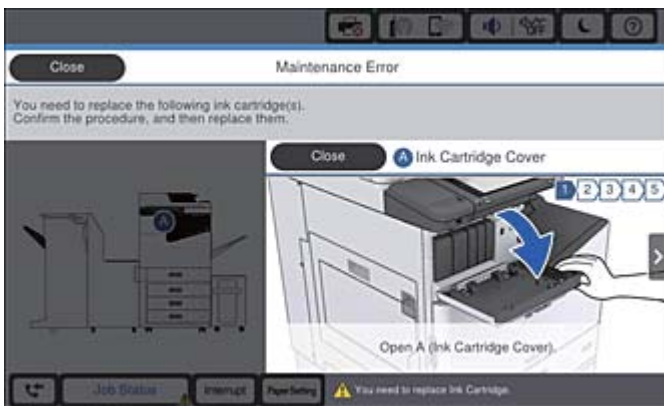 OFF
Close
Maintenance Error
You need to replace the following ink cartridge(s).
Confirm the procedure, and then replace them.
Close
A Ink Cartridge Cover
1 2 3 4 5
A
Open A (Ink Cartridge Cover).
Job Status
Interrupt
Paper Setting
You need to replace Ink Cartridge.